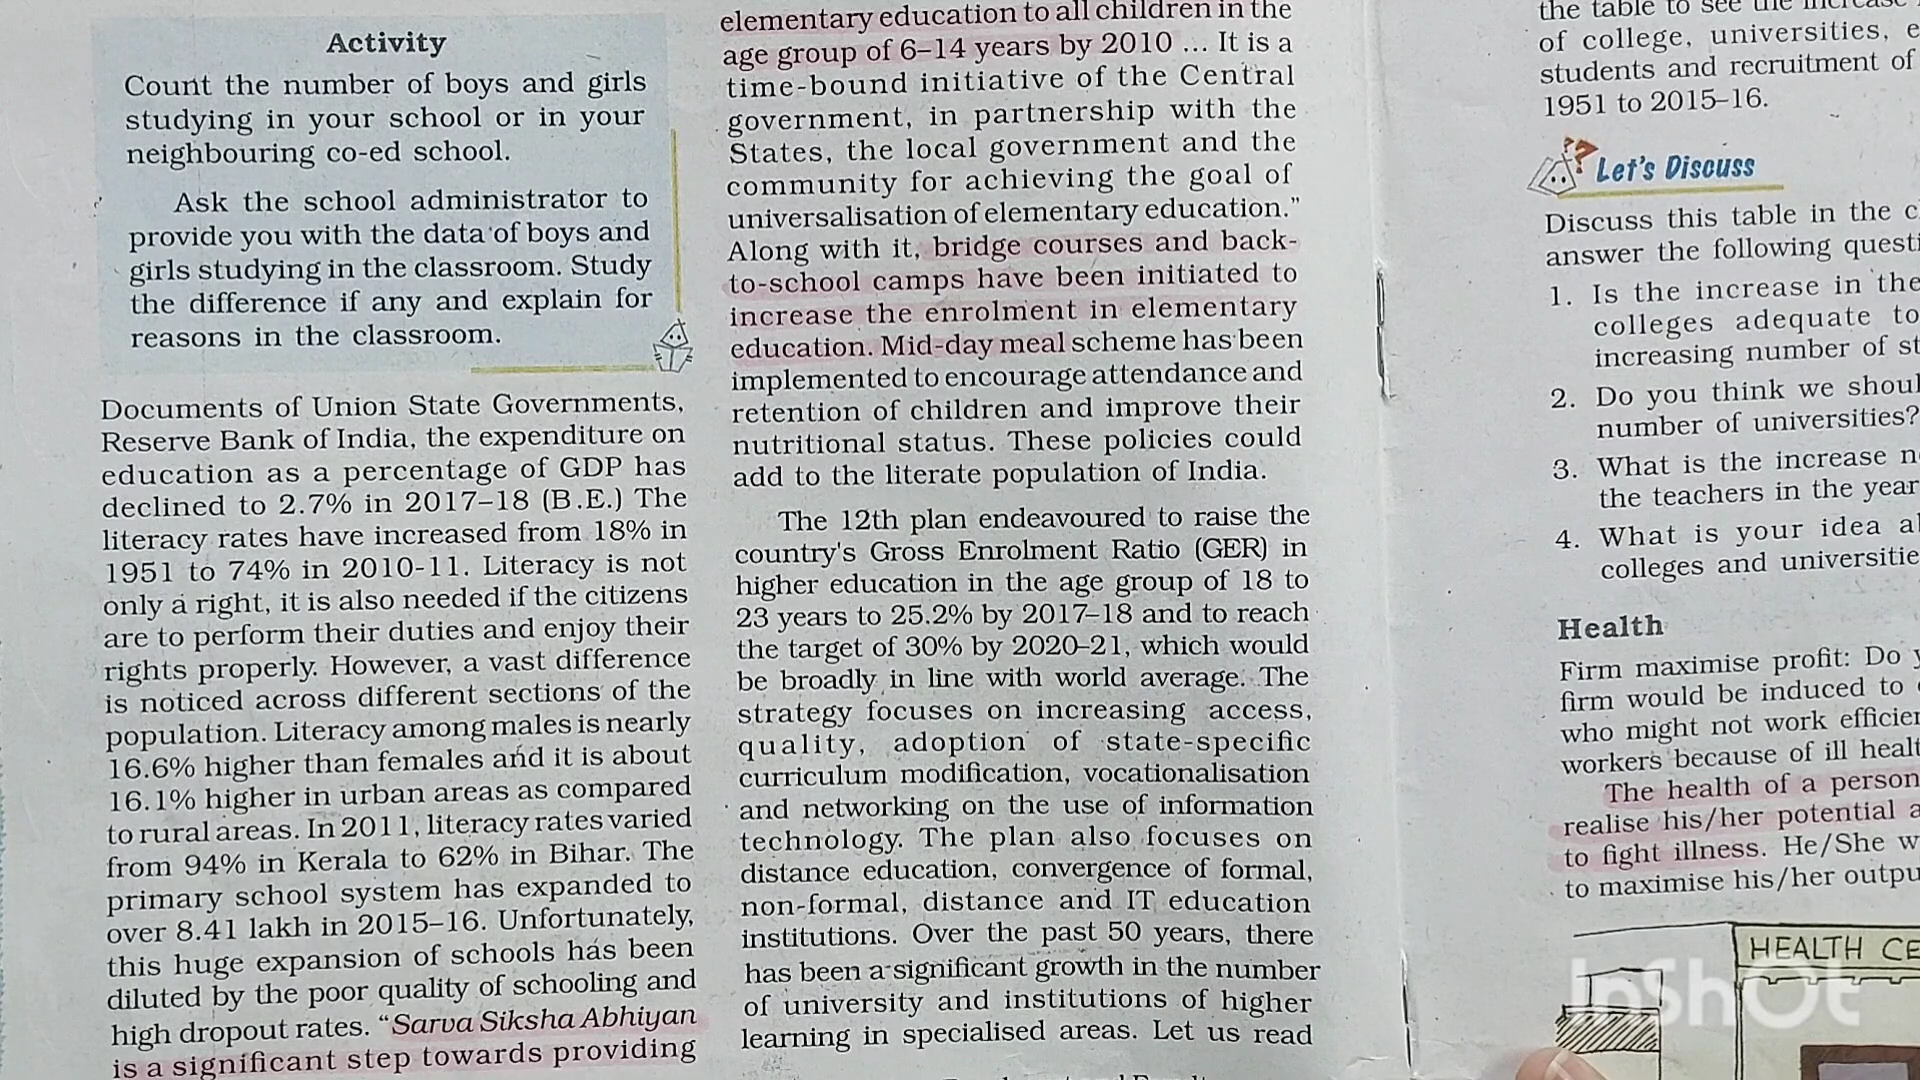 Activity
Count the number of boys and girls
studying in your school or in your
neighbouring co-ed school.
Ask the school administrator to
provide you with the data of boys and
girls studying in the classroom. Study
the difference if any and explain for
reasons in the classroom.
Documents of Union State Governments,
Reserve Bank of India, the expenditure on
education as a percentage of GDP has
declined to 2.7% in 2017–18 (B.E.) The
literacy rates have increased from 18% in
1951 to 74% in 2010-11. Literacy is not
only a right, it is also needed if the citizens
are to perform their duties and enjoy their
rights properly. However, a vast difference
is noticed across different sections of the
population. Literacy among males is nearly
16.6% higher than females and it is about
16.1% higher in urban areas as compared
to rural areas. In 2011, literacy rates varied
from 94% in Kerala to 62% in Bihar. The
primary school system has expanded to
over 8.41 lakh in 2015–16. Unfortunately,
this huge expansion of schools has been
diluted by the poor quality of schooling and
high dropout rates. “Sarva Siksha Abhiyan
is a significant step towards providing
elementary education to all children in the
age group of 6–14 years by 2010 ... It is a
time-bound initiative of the Central
government, in partnership with the
States, the local government and the
community for achieving the goal of
universalisation of elementary education.”
Along with it, bridge courses and back-
to-school camps have been initiated to
increase the enrolment in elementary
education. Mid-day meal scheme has been
implemented to encourage attendance and
retention of children and improve their
nutritional status. These policies could
add to the literate population of India.
The 12th plan endeavoured to raise the
country's Gross Enrolment Ratio (GER) in
higher education in the age group of 18 to
23 years to 25.2% by 2017–18 and to reach
the target of 30% by 2020–21, which would
be broadly in line with world average. The
strategy focuses on increasing access,
quality, adoption of state-specific
curriculum modification, vocationalisation
and networking on the use of information
technology. The plan also focuses on
distance education, convergence of formal,
non-formal, distance and IT education
institutions. Over the past 50 years, there
has been a significant growth in the number
of university and institutions of higher
learning in specialised areas. Let us read
the table to see the increase
of college, universities,
students and recruitment of
1951 to 2015–16.
Let's Discuss
Discuss this table in the
answer the following
1. Is the increase in the
colleges adequate to
increasing number of
2. Do you think we
number of universities?
3. What is the increase
the teachers in the year
4. What is your idea
colleges and
Health
Firm maximise profit: Do
firm would be induced to
who might not work
workers because of ill
The health of a person
realise his/her potential
to fight illness. He/She
to maximise his/her
HEALTH
InShOt